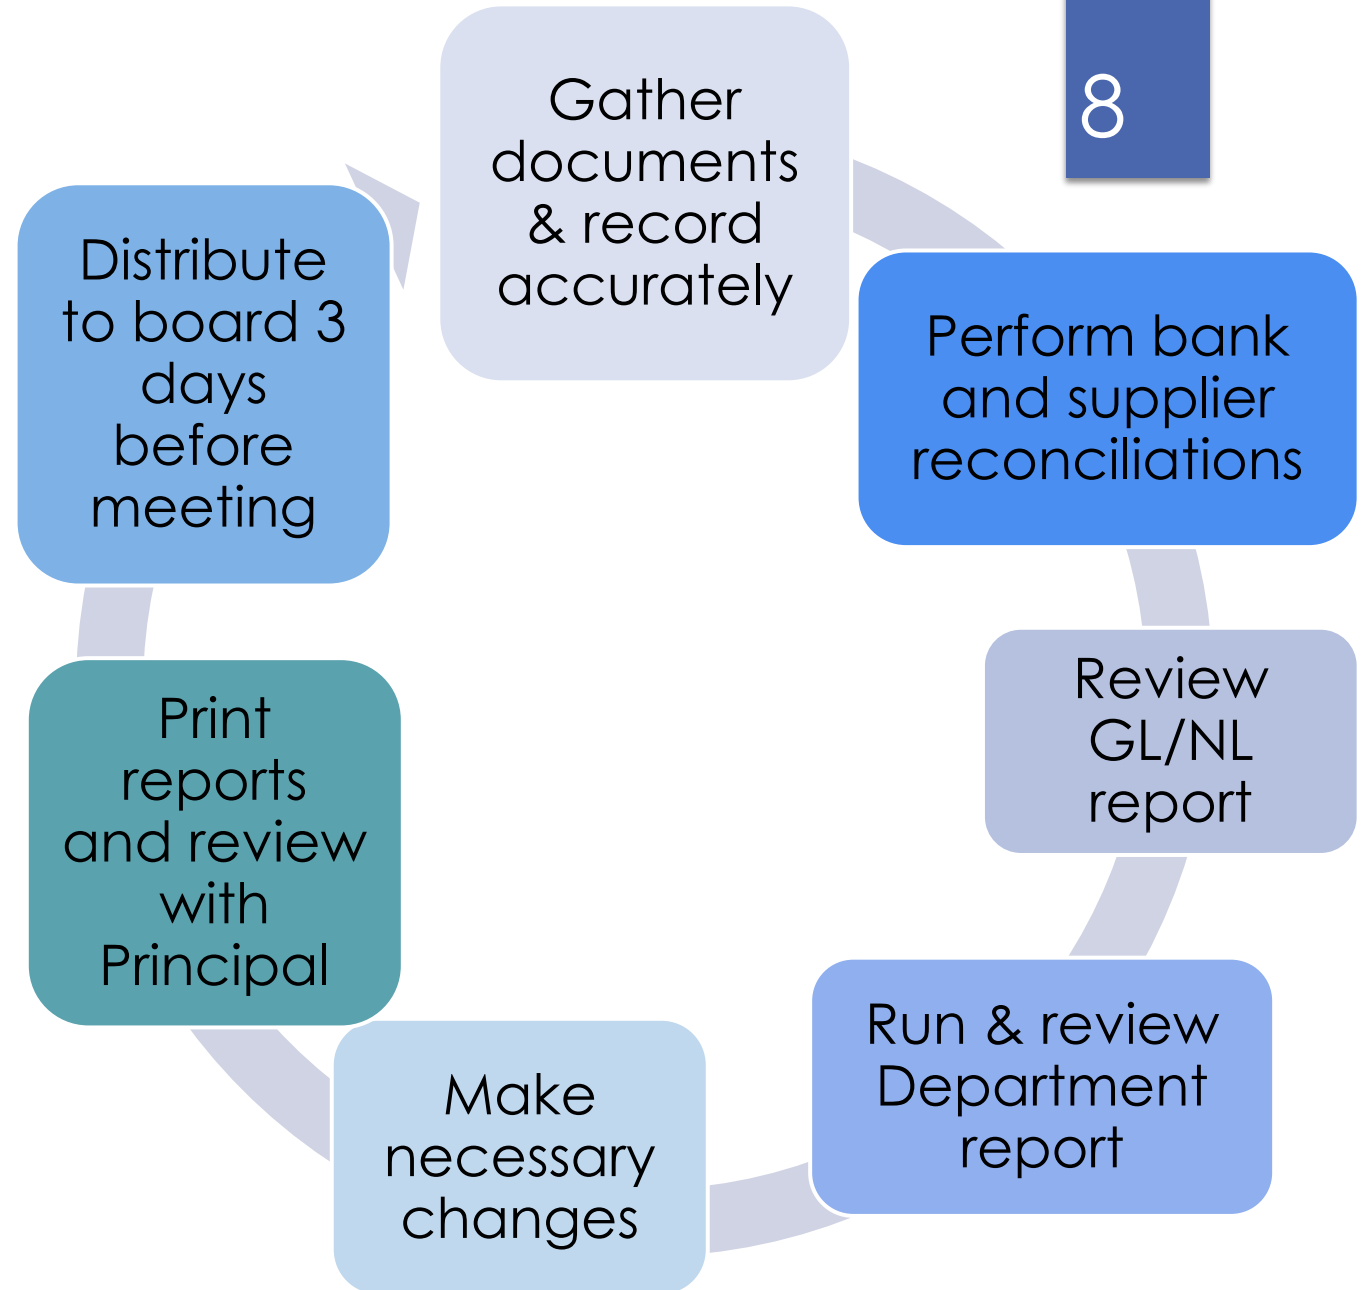 8
Gather
documents
& record
accurately
Perform bank
and supplier
reconciliations
Review
GL/NL
report
Run & review
Department
report
Make
necessary
changes
Print
reports
and review
with
Principal
Distribute
to board 3
days
before
meeting